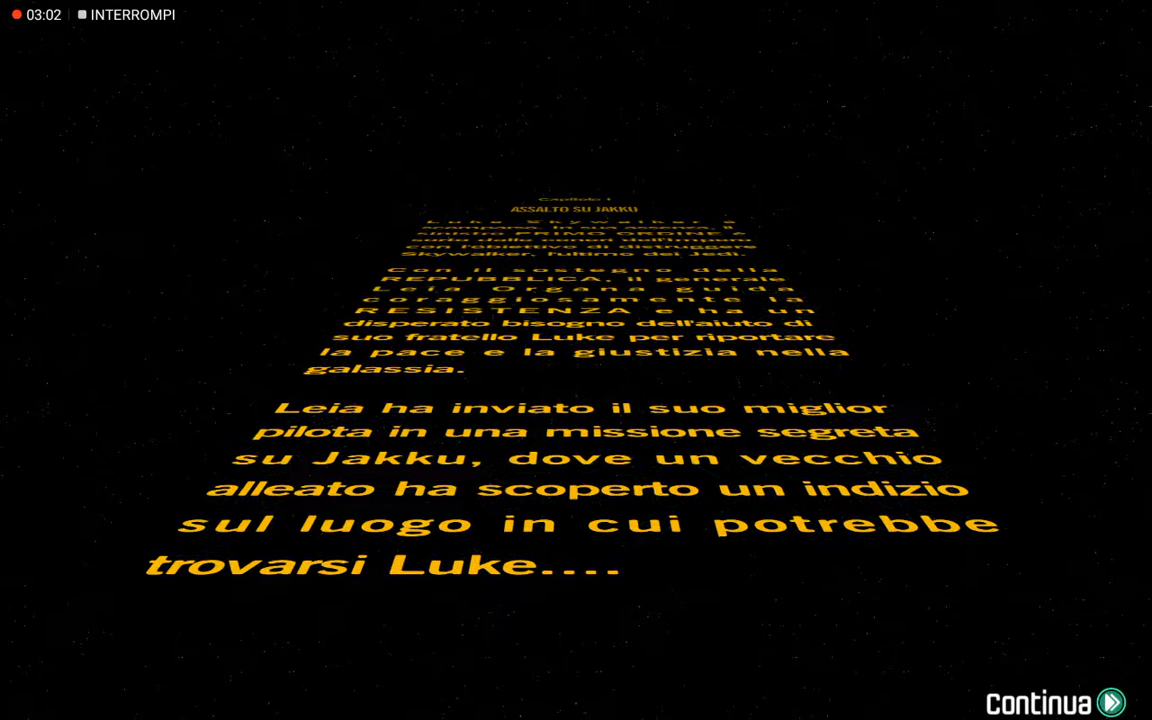 03:02 INTERROMPI
Capitolo I
ASSALTO SU JAKKU
Luke Skywalker è
scomparso. In sua assenza, il
sinistro PRIMO ORDINE è
sorto dalle ceneri dell'Impero
con l'obiettivo di distruggere
Skywalker, l'ultimo dei Jedi.
Con il sostegno della
REPUBBLICA, il generale
Leia Organa guida
coraggiosamente la
RESISTENZA e ha un
disperato bisogno dell'aiuto di
suo fratello Luke per riportare
la pace e la giustizia nella
galassia.
Leia ha inviato il suo miglior
pilota in una missione segreta
su Jakku, dove un vecchio
alleato ha scoperto un indizio
sul luogo in cui potrebbe
trovarsi Luke....
Continua